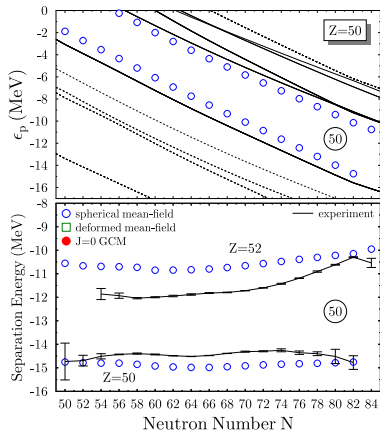 Z=50
0
-2
-4
-6
-8
-10
-12
-14
-16
ϵp (MeV)
50
-8
-9
-10
-11
-12
-13
-14
-15
-16
Separation Energy (MeV)
spherical mean-field
deformed mean-field
J=0 GCM
experiment
Z=52
50
Z=50
50 52 54 56 58 60 62 64 66 68 70 72 74 76 78 80 82 84
Neutron Number N